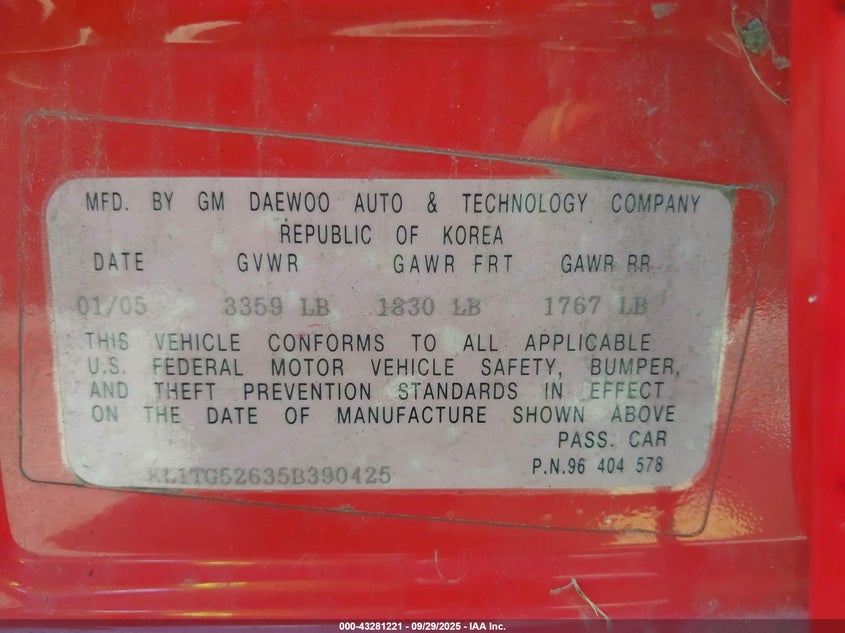 MFD. BY GM DAEWOO AUTO & TECHNOLOGY COMPANY
REPUBLIC OF KOREA
DATE GVWR GAWR FRT GAWR RR
01/05 3359 LB 1830 LB 1767 LB
THIS VEHICLE CONFORMS TO ALL APPLICABLE
U.S. FEDERAL MOTOR VEHICLE SAFETY, BUMPER,
AND THEFT PREVENTION STANDARDS IN EFFECT
ON THE DATE OF MANUFACTURE SHOWN ABOVE
PASS. CAR
KL1TG52635B390425 P.N.96 404 578
000-43281221 - 09/29/2025 - IAA Inc.